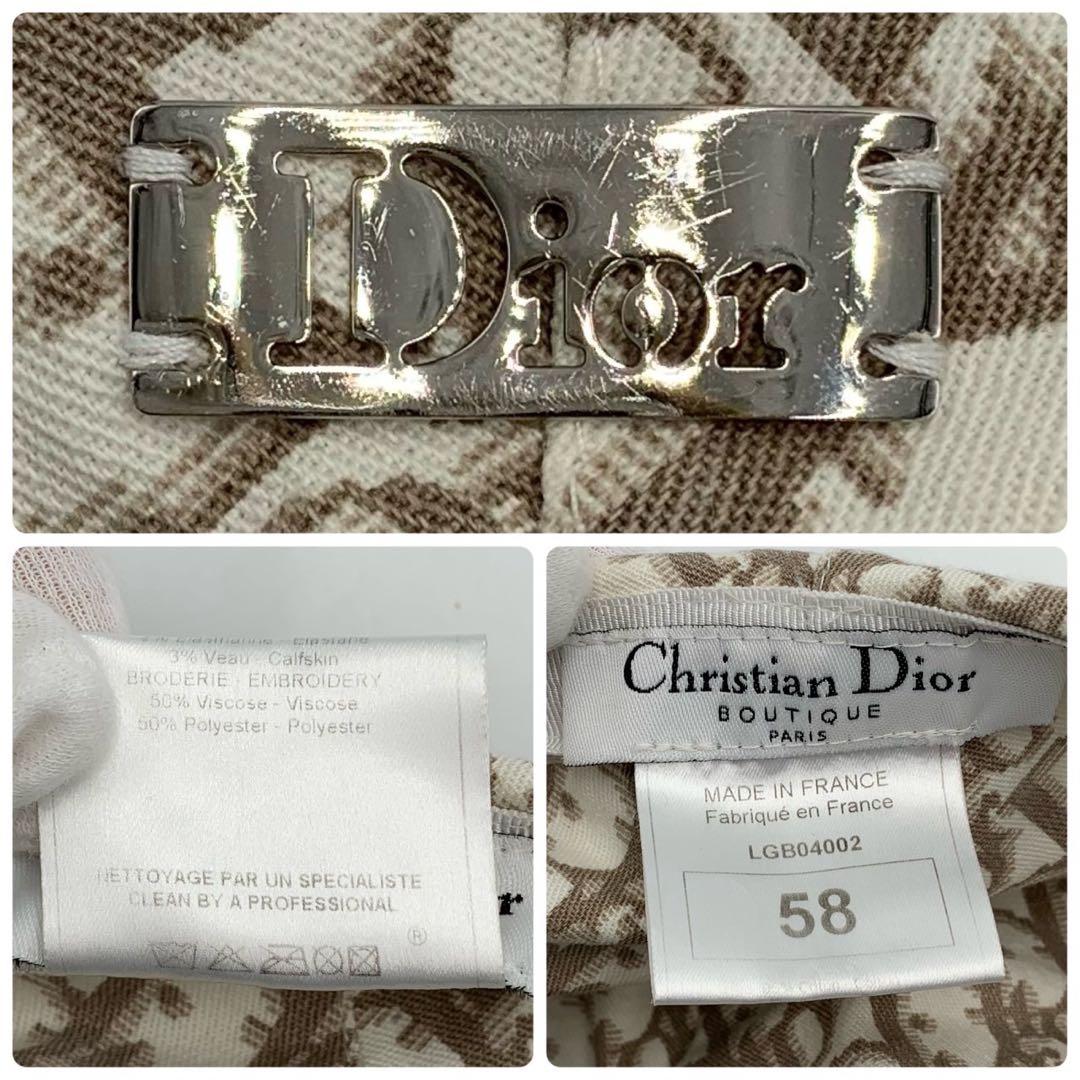 Dior
3% Veau - Calfskin
BRODERIE - EMBROIDERY
50% Viscose - Viscose
50% Polyester - Polyester
NETTOYAGE PAR UN SPECIALISTE
CLEAN BY A PROFESSIONAL
®
r
Christian Dior
BOUTIQUE
PARIS
MADE IN FRANCE
Fabriqué en France
LGB04002
58